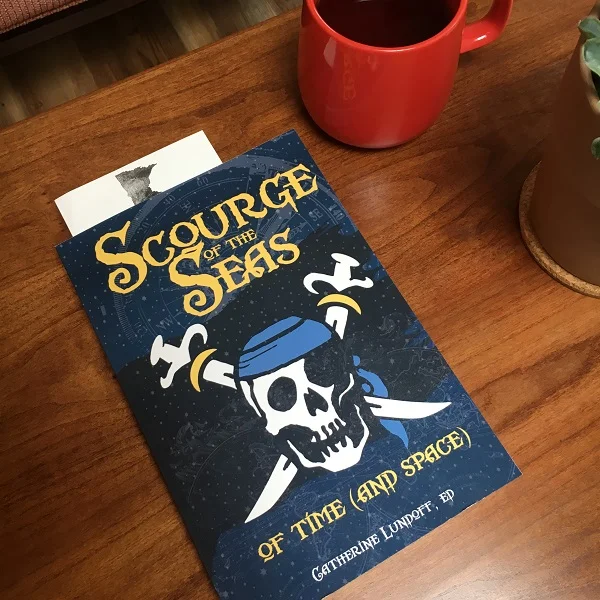 SCOURGE
OF THE
SEAS
OF TIME (AND SPACE)
CATHERINE LUNDOFF, ED